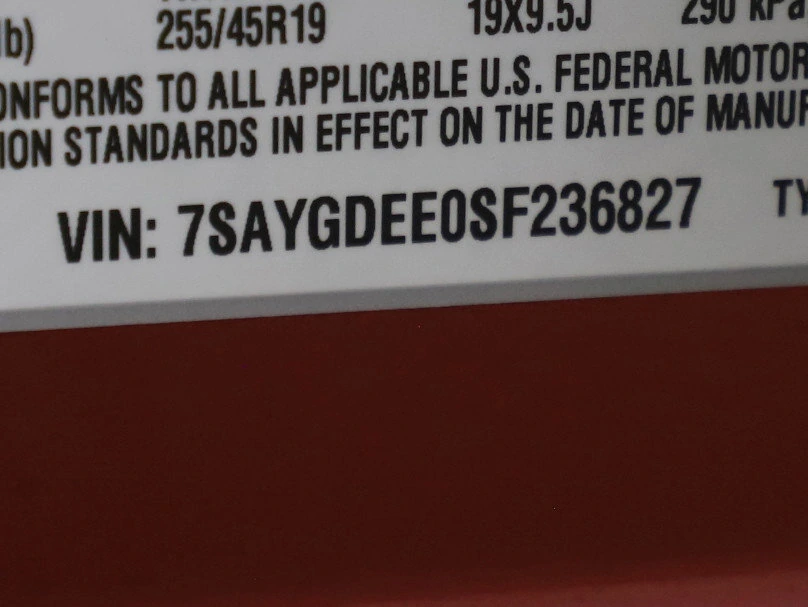 lb) 255/45R19 19X9.5J 290 kPa
ONFORMS TO ALL APPLICABLE U.S. FEDERAL MOTOR
ION STANDARDS IN EFFECT ON THE DATE OF MANUF
VIN: 7SAYGDEE0SF236827 TY